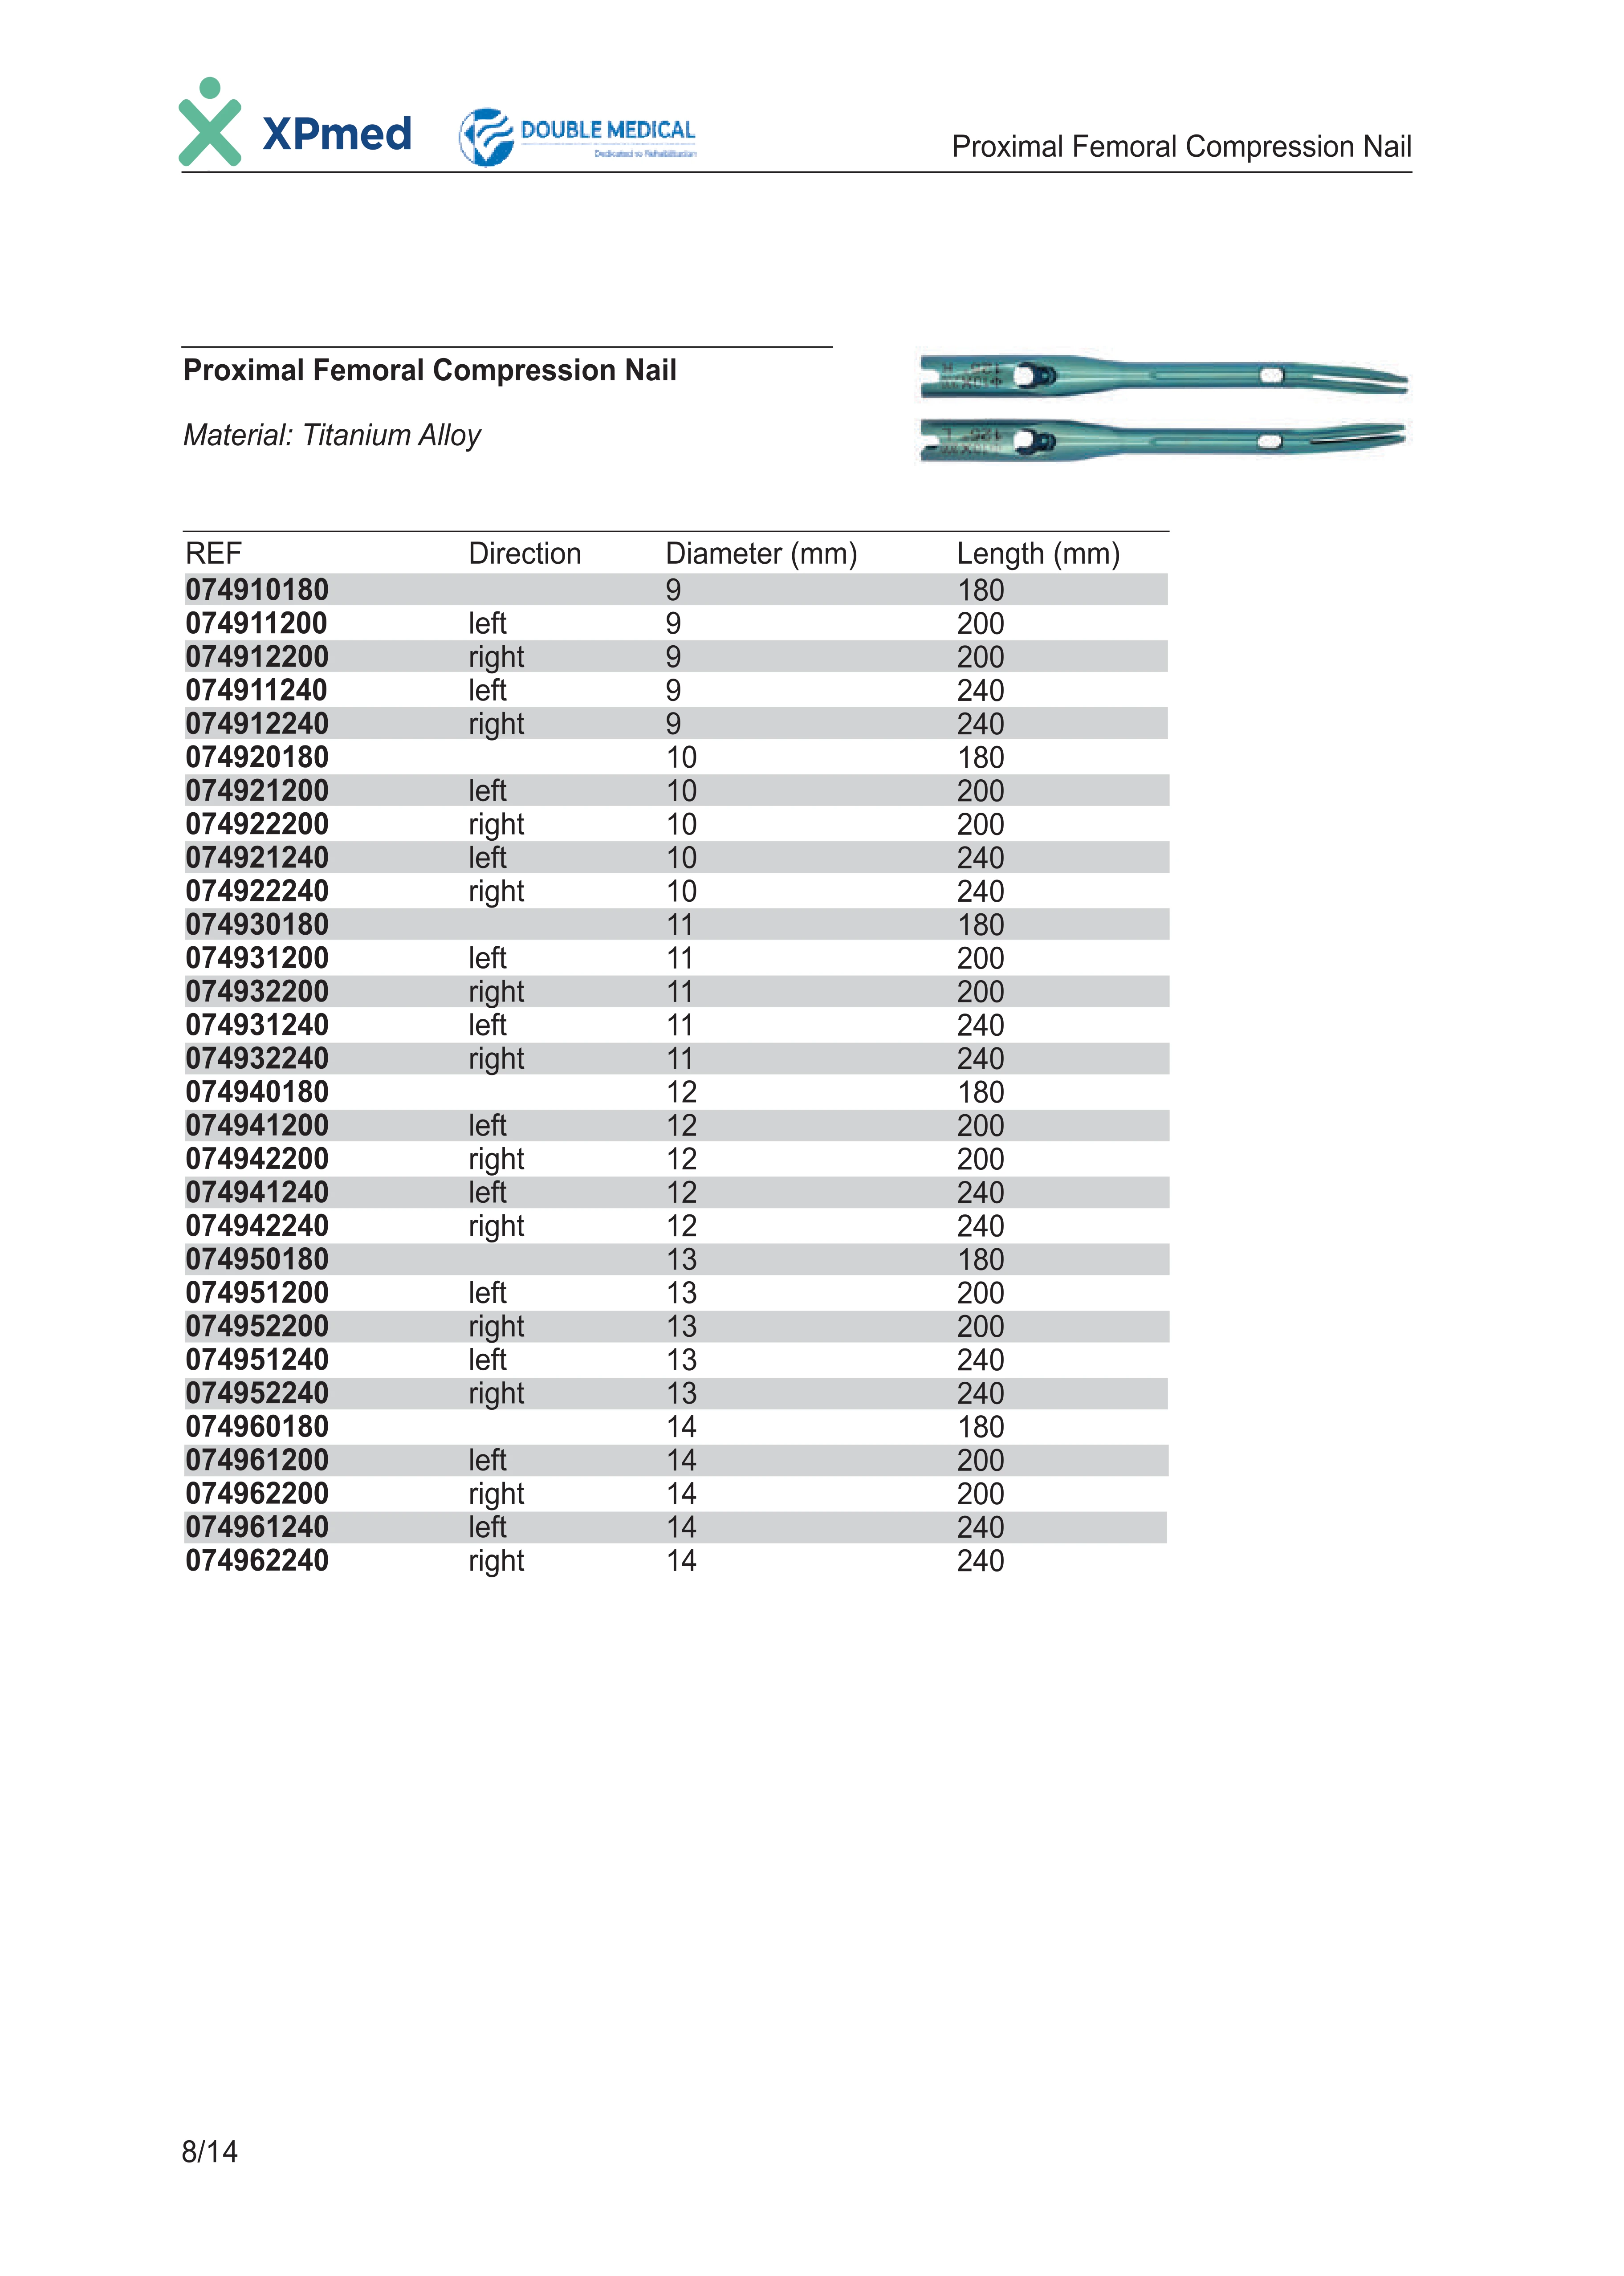 XPmed
DOUBLE MEDICAL
Dedicated to Rehabilitation
Proximal Femoral Compression Nail
Proximal Femoral Compression Nail
Material: Titanium Alloy
REF Direction Diameter (mm) Length (mm)
074910180 9 180
074911200 left 9 200
074912200 right 9 200
074911240 left 9 240
074912240 right 9 240
074920180 10 180
074921200 left 10 200
074922200 right 10 200
074921240 left 10 240
074922240 right 10 240
074930180 11 180
074931200 left 11 200
074932200 right 11 200
074931240 left 11 240
074932240 right 11 240
074940180 12 180
074941200 left 12 200
074942200 right 12 200
074941240 left 12 240
074942240 right 12 240
074950180 13 180
074951200 left 13 200
074952200 right 13 200
074951240 left 13 240
074952240 right 13 240
074960180 14 180
074961200 left 14 200
074962200 right 14 200
074961240 left 14 240
074962240 right 14 240
8/14